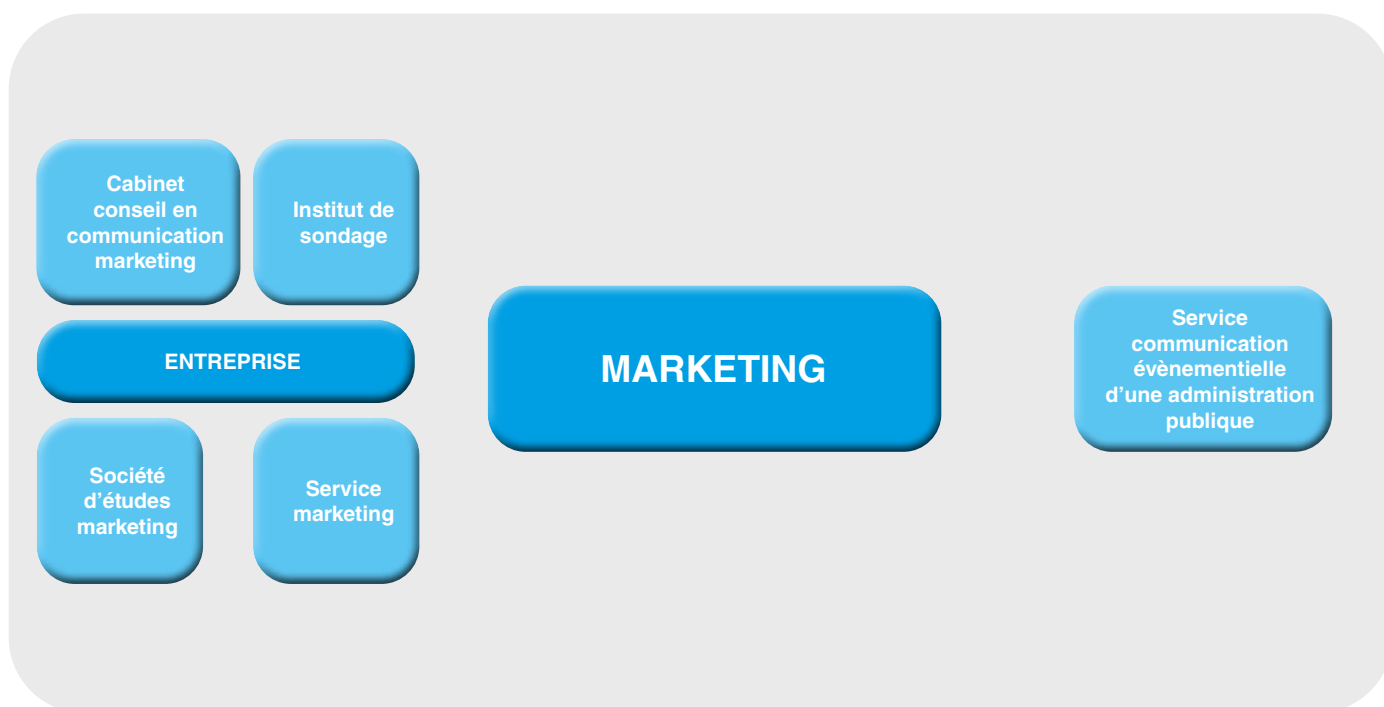 Cabinet
conseil en
communication
marketing
Institut de
sondage
ENTREPRISE
Société
d’études
marketing
Service
marketing
MARKETING
Service
communication
évènementielle
d’une administration
publique